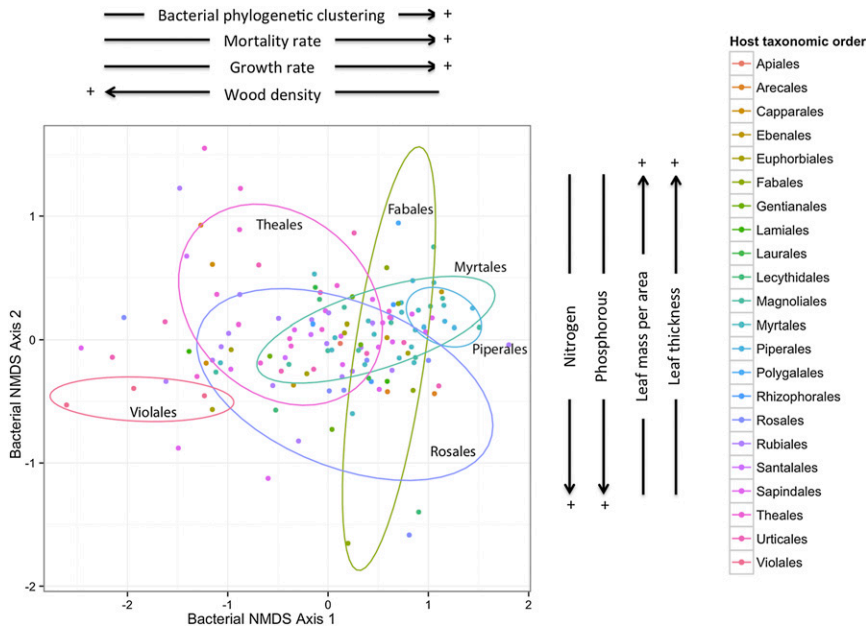 Bacterial phylogenetic clustering +
Mortality rate +
Growth rate +
+ Wood density
Host taxonomic order
Apiales
Arecales
Capparales
Ebenales
Euphorbiales
Fabales
Gentianales
Lamiales
Laurales
Lecythidales
Magnoliales
Myrtales
Piperales
Polygalales
Rhizophorales
Rosales
Rubiales
Santalales
Sapindales
Theales
Urticales
Violales
Bacterial NMDS Axis 2
1
0
-1
-2
Theales
Fabales
Myrtales
Piperales
Violales
Rosales
-2 -1 0 1 2
Bacterial NMDS Axis 1
+ +
Nitrogen
Phosphorous
Leaf mass per area
Leaf thickness
+ +